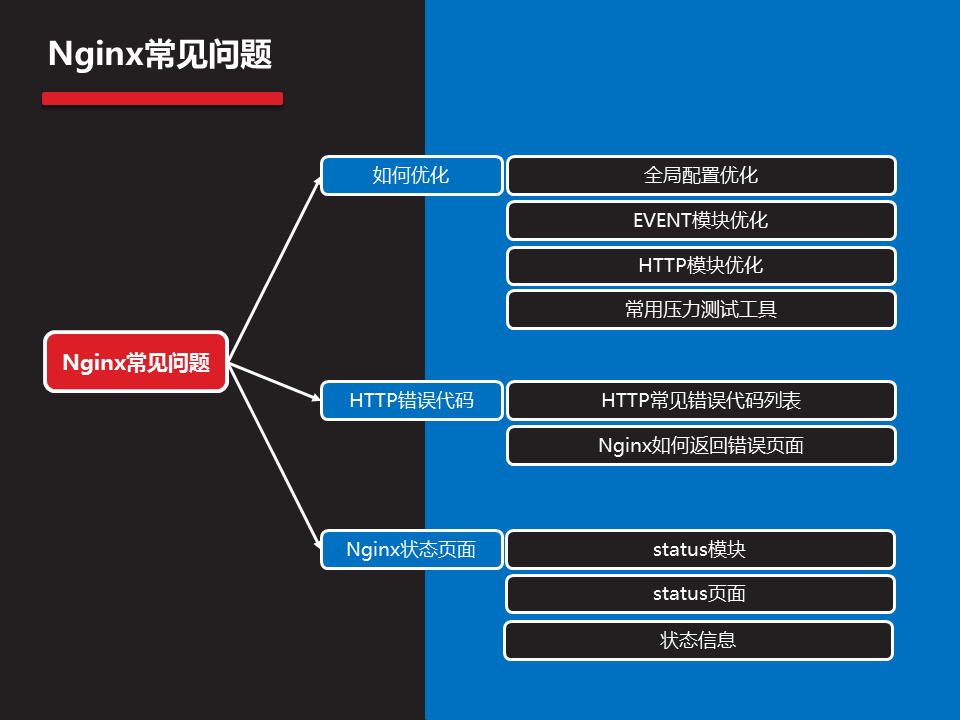 Nginx常见问题
Nginx常见问题
如何优化
全局配置优化
EVENT模块优化
HTTP模块优化
常用压力测试工具
HTTP错误代码
HTTP常见错误代码列表
Nginx如何返回错误页面
Nginx状态页面
status模块
status页面
状态信息